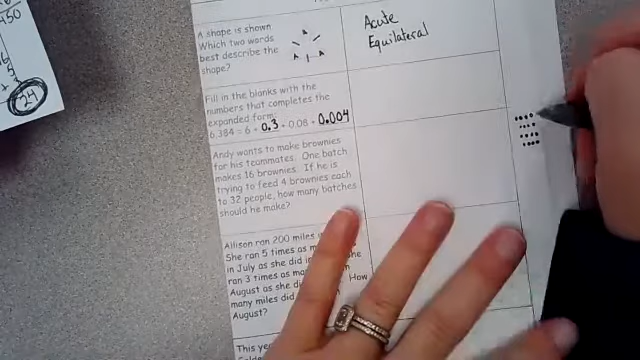 450
24
A shape is shown
Which two words
best describe the
shape?
Acute
Equilateral
Fill in the blanks with the
numbers that completes the
expanded form:
6.384 = 6 + 0.3 + 0.08 + 0.004
Andy wants to make brownies
for his teammates. One batch
makes 16 brownies. If he is
trying to feed 4 brownies each
to 32 people, how many batches
should he make?
Allison ran 200 miles
She ran 5 times as
in July as she did
ran 3 times as
August as she How
many miles did
August?
This